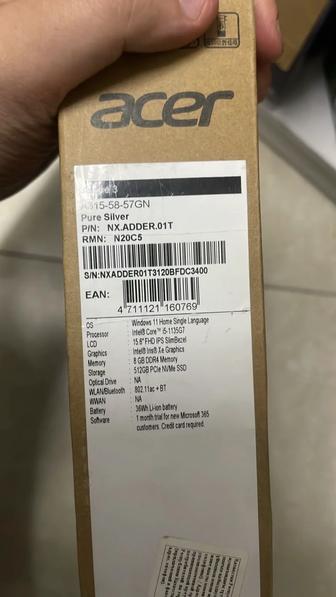 acer
A315-58-57GN
Pure Silver
P/N: NX.ADDER.01T
RMN: N20C5
S/N:NXADDER01T3120BFDC3400
EAN:
4 711121 160769
OS : Windows 11 Home Single Language
Processor : Intel® Core™ i5-1135G7
LCD : 15.6" FHD IPS SlimBezel
Graphics : Intel® Iris® Xe Graphics
Memory : 8 GB DDR4 Memory
Storage : 512GB PCIe NVMe SSD
Optical Drive : NA
WLAN/Bluetooth : 802.11ac + BT
WWAN : NA
Battery : 36Wh Li-ion battery
Software : 1 month trial for new Microsoft 365
customers. Credit card required.